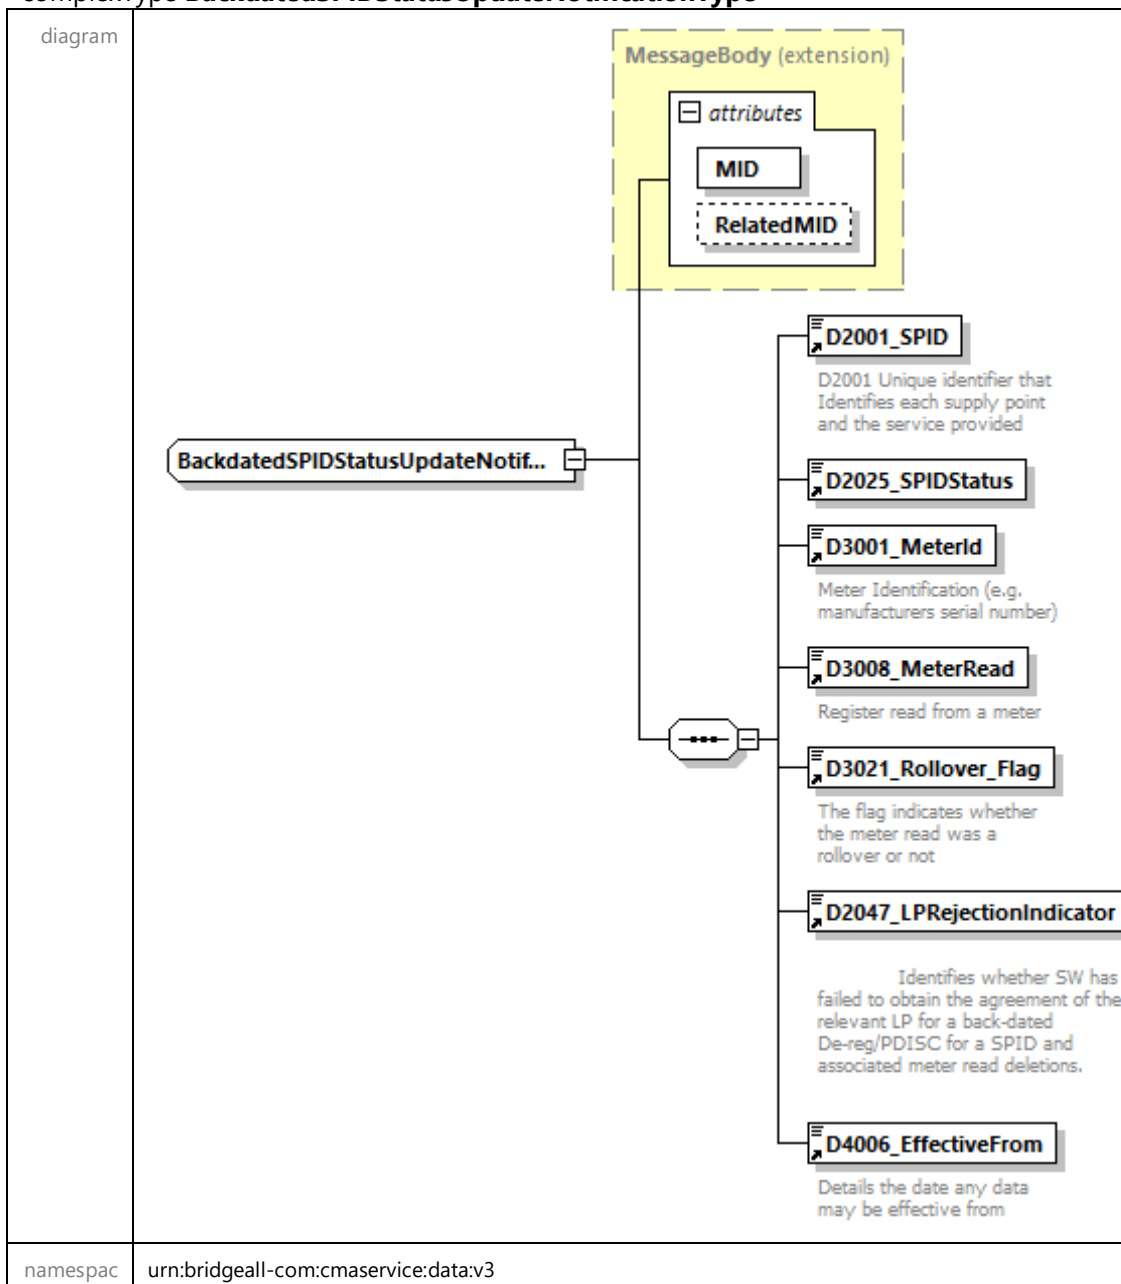 complexType BackdatedSPIDStatusUpdateNotificationType
diagram
MessageBody (extension)
attributes
MID
RelatedMID
D2001_SPID
D2001 Unique identifier that
Identifies each supply point
and the service provided
BackdatedSPIDStatusUpdateNotif...
D2025_SPIDStatus
D3001_MeterId
Meter Identification (e.g.
manufacturers serial number)
D3008_MeterRead
Register read from a meter
D3021_Rollover_Flag
The flag indicates whether
the meter read was a
rollover or not
D2047_LPRejectionIndicator
Identifies whether SW has
failed to obtain the agreement of the
relevant LP for a back-dated
De-reg/PDISC for a SPID and
associated meter read deletions.
D4006_EffectiveFrom
Details the date any data
may be effective from
namespac
urn:bridgeall-com:cmaservice:data:v3